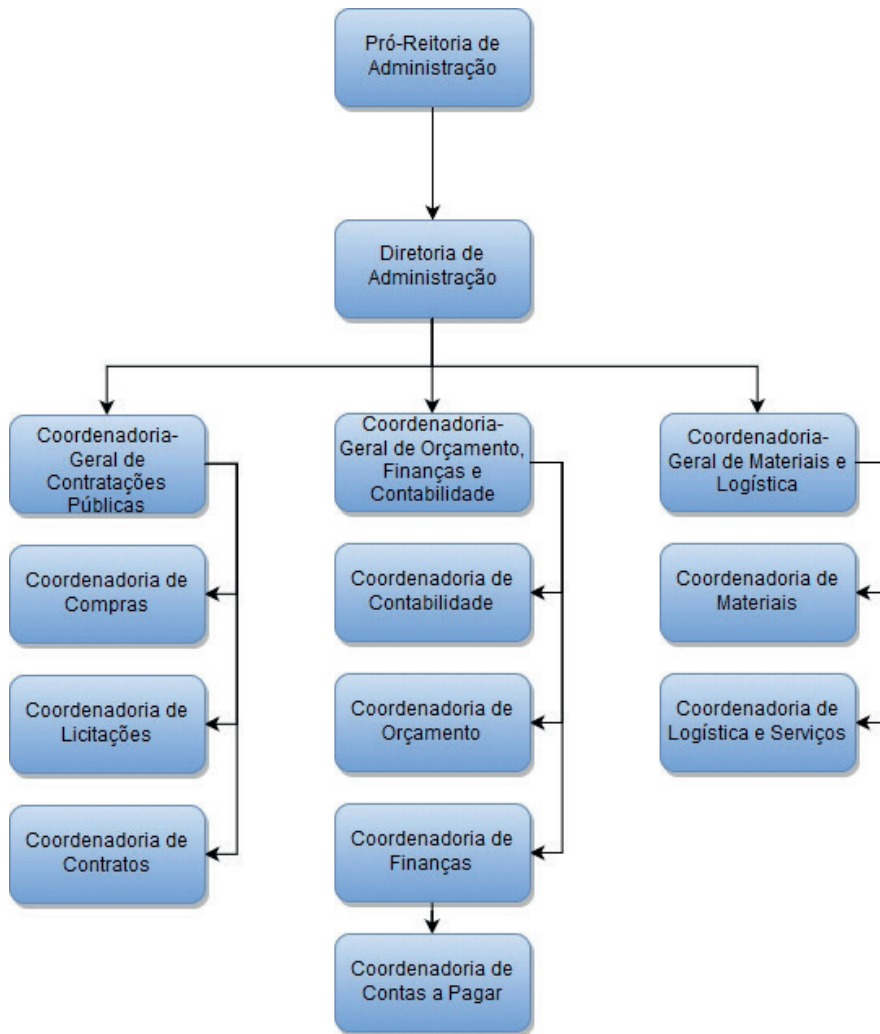 Pró-Reitoria de
Administração
Diretoria de
Administração
Coordenadoria-
Geral de
Contratações
Públicas
Coordenadoria de
Compras
Coordenadoria de
Licitações
Coordenadoria de
Contratos
Coordenadoria-
Geral de Orçamento,
Finanças e
Contabilidade
Coordenadoria de
Contabilidade
Coordenadoria de
Orçamento
Coordenadoria de
Finanças
Coordenadoria de
Contas a Pagar
Coordenadoria-
Geral de Materiais e
Logística
Coordenadoria de
Materiais
Coordenadoria de
Logística e Serviços